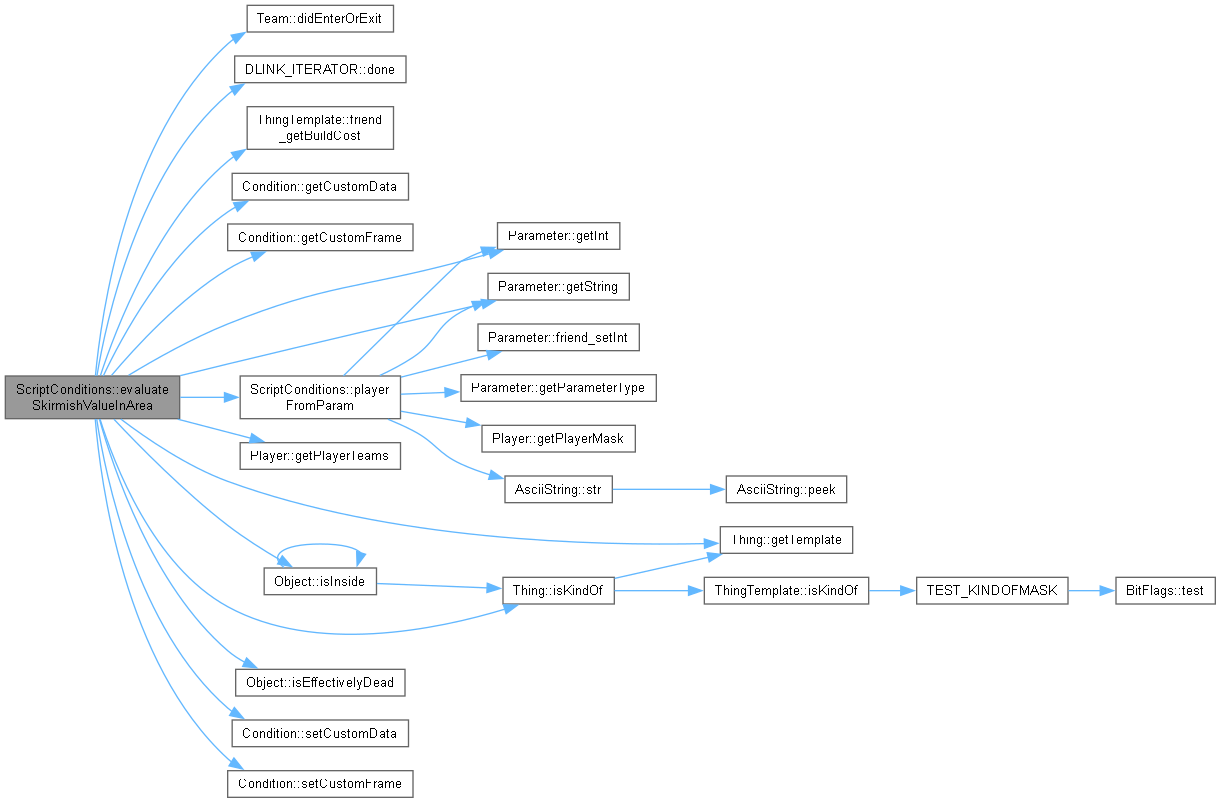 Team::didEnterOrExit
DLINK_ITERATOR::done
ThingTemplate::friend
_getBuildCost
Condition::getCustomData
Condition::getCustomFrame
Parameter::getInt
Parameter::getString
Parameter::friend_setInt
ScriptConditions::evaluate
SkirmishValueInArea
ScriptConditions::player
FromParam
Parameter::getParameterType
Player::getPlayerMask
Player::getPlayerTeams
AsciiString::str
AsciiString::peek
Thing::getTemplate
Object::isInside
Thing::isKindOf
ThingTemplate::isKindOf
TEST_KINDOFMASK
BitFlags::test
Object::isEffectivelyDead
Condition::setCustomData
Condition::setCustomFrame